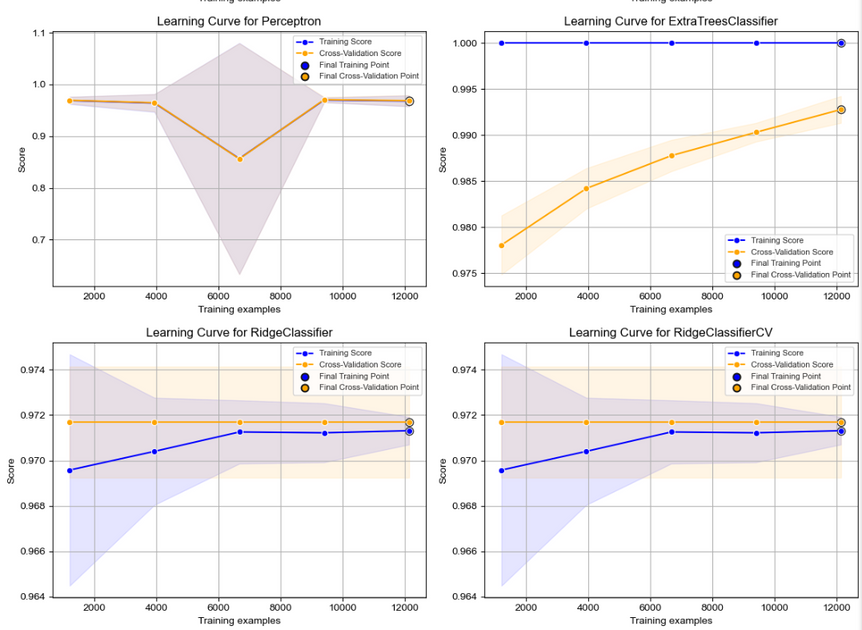 Training examples
Training examples
Learning Curve for Perceptron
1.1
1.0
0.9
0.8
0.7
Score
2000 4000 6000 8000 10000 12000
Training examples
Training Score
Cross-Validation Score
Final Training Point
Final Cross-Validation Point
Learning Curve for ExtraTreesClassifier
1.000
0.995
0.990
0.985
0.980
0.975
Score
2000 4000 6000 8000 10000 12000
Training examples
Training Score
Cross-Validation Score
Final Training Point
Final Cross-Validation Point
Learning Curve for RidgeClassifier
0.974
0.972
0.970
0.968
0.966
0.964
Score
2000 4000 6000 8000 10000 12000
Training examples
Training Score
Cross-Validation Score
Final Training Point
Final Cross-Validation Point
Learning Curve for RidgeClassifierCV
0.974
0.972
0.970
0.968
0.966
0.964
Score
2000 4000 6000 8000 10000 12000
Training examples
Training Score
Cross-Validation Score
Final Training Point
Final Cross-Validation Point